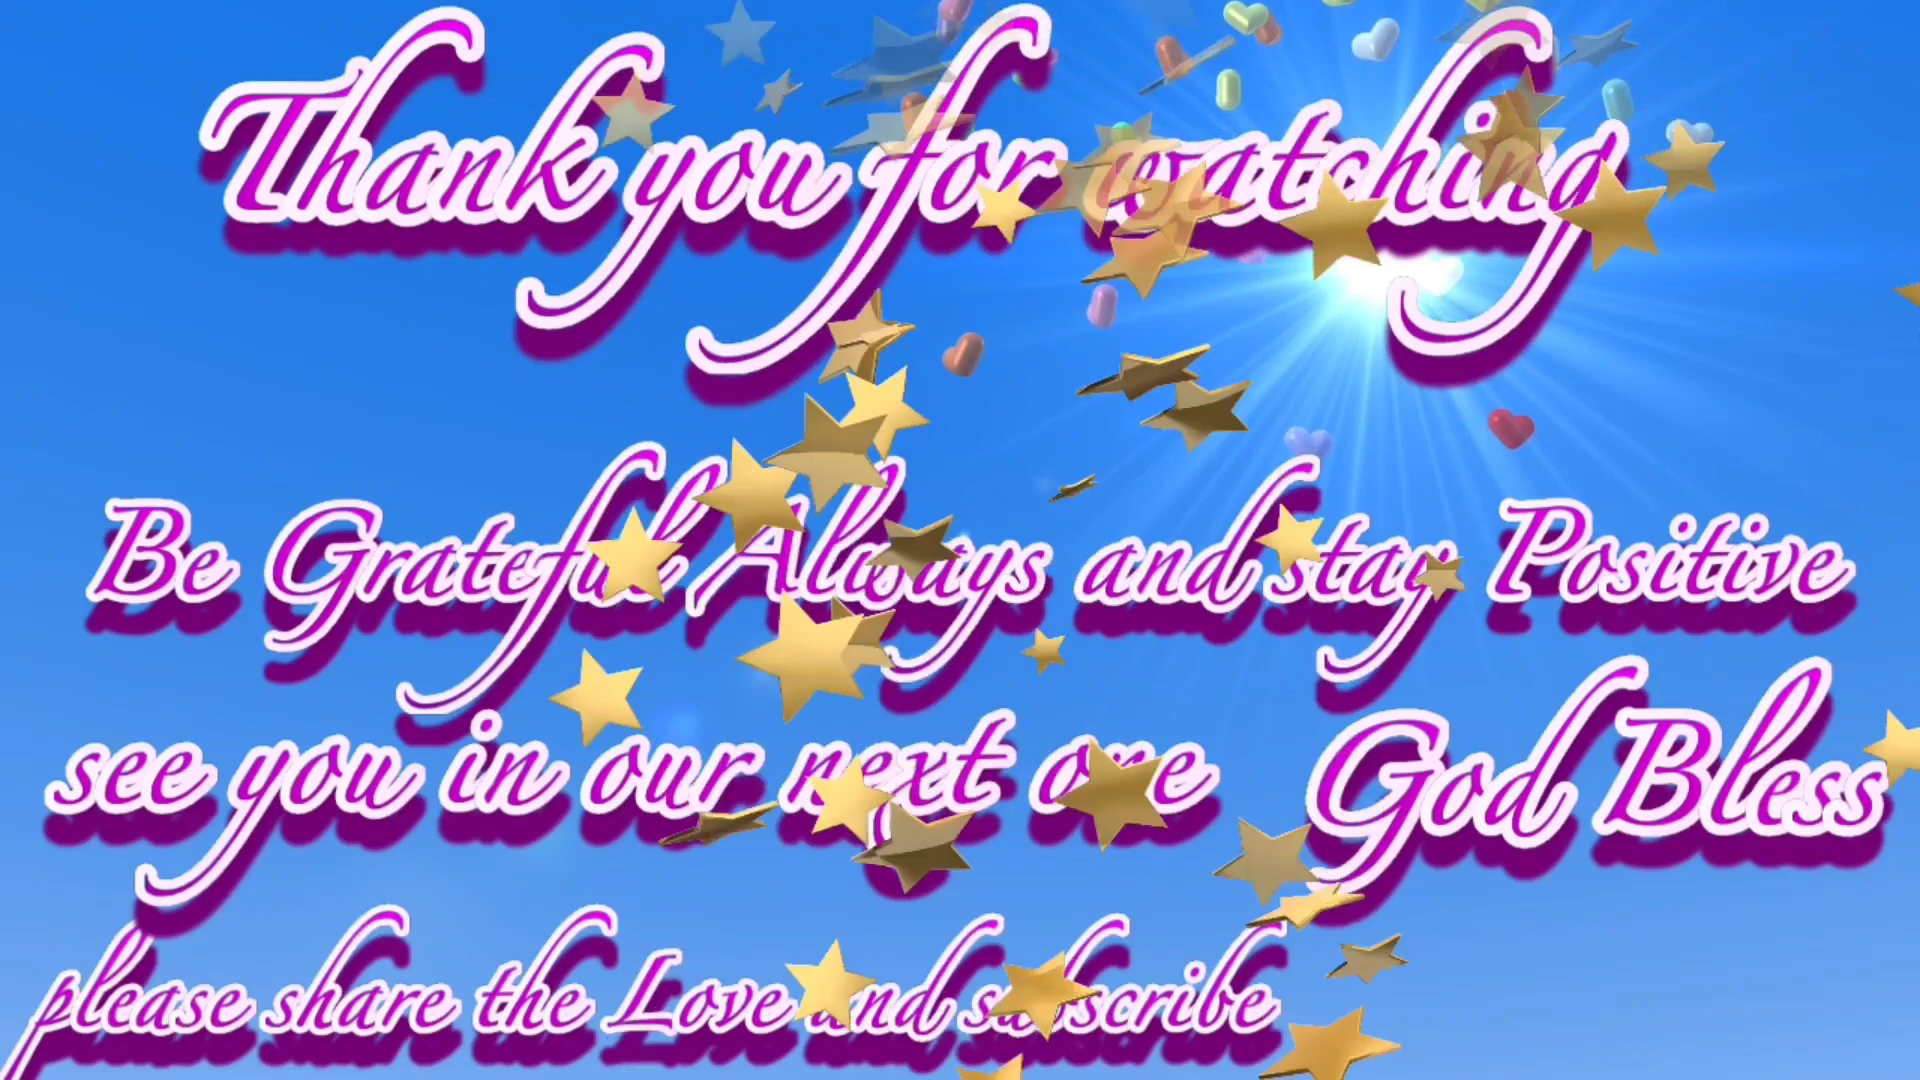 Thank you for watching
Be Grateful Always and stay Positive
see you in our next one God Bless
please share the Love and subscribe